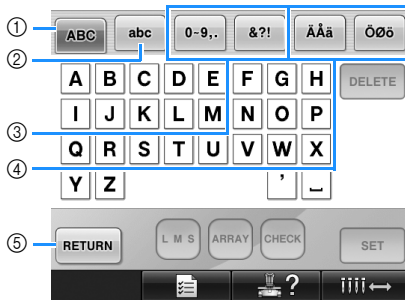 ① ABC abc 0~9,. &?! ÄÅä ÖØö
②
A B C D E F G H DELETE
I J K L M N O P
③
Q R S T U V W X
④
Y Z ' ⌴
⑤ RETURN L M S ARRAY CHECK SET
?